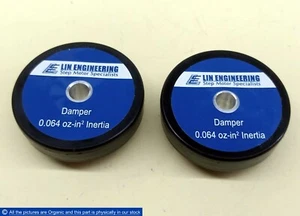 LIN ENGINEERING
Step Motor Specialists
Damper
0.064 oz-in² Inertia
LIN ENGINEERING
Step Motor Specialists
Damper
0.064 oz-in² Inertia
All the pictures are Organic and this part is physically in our stock